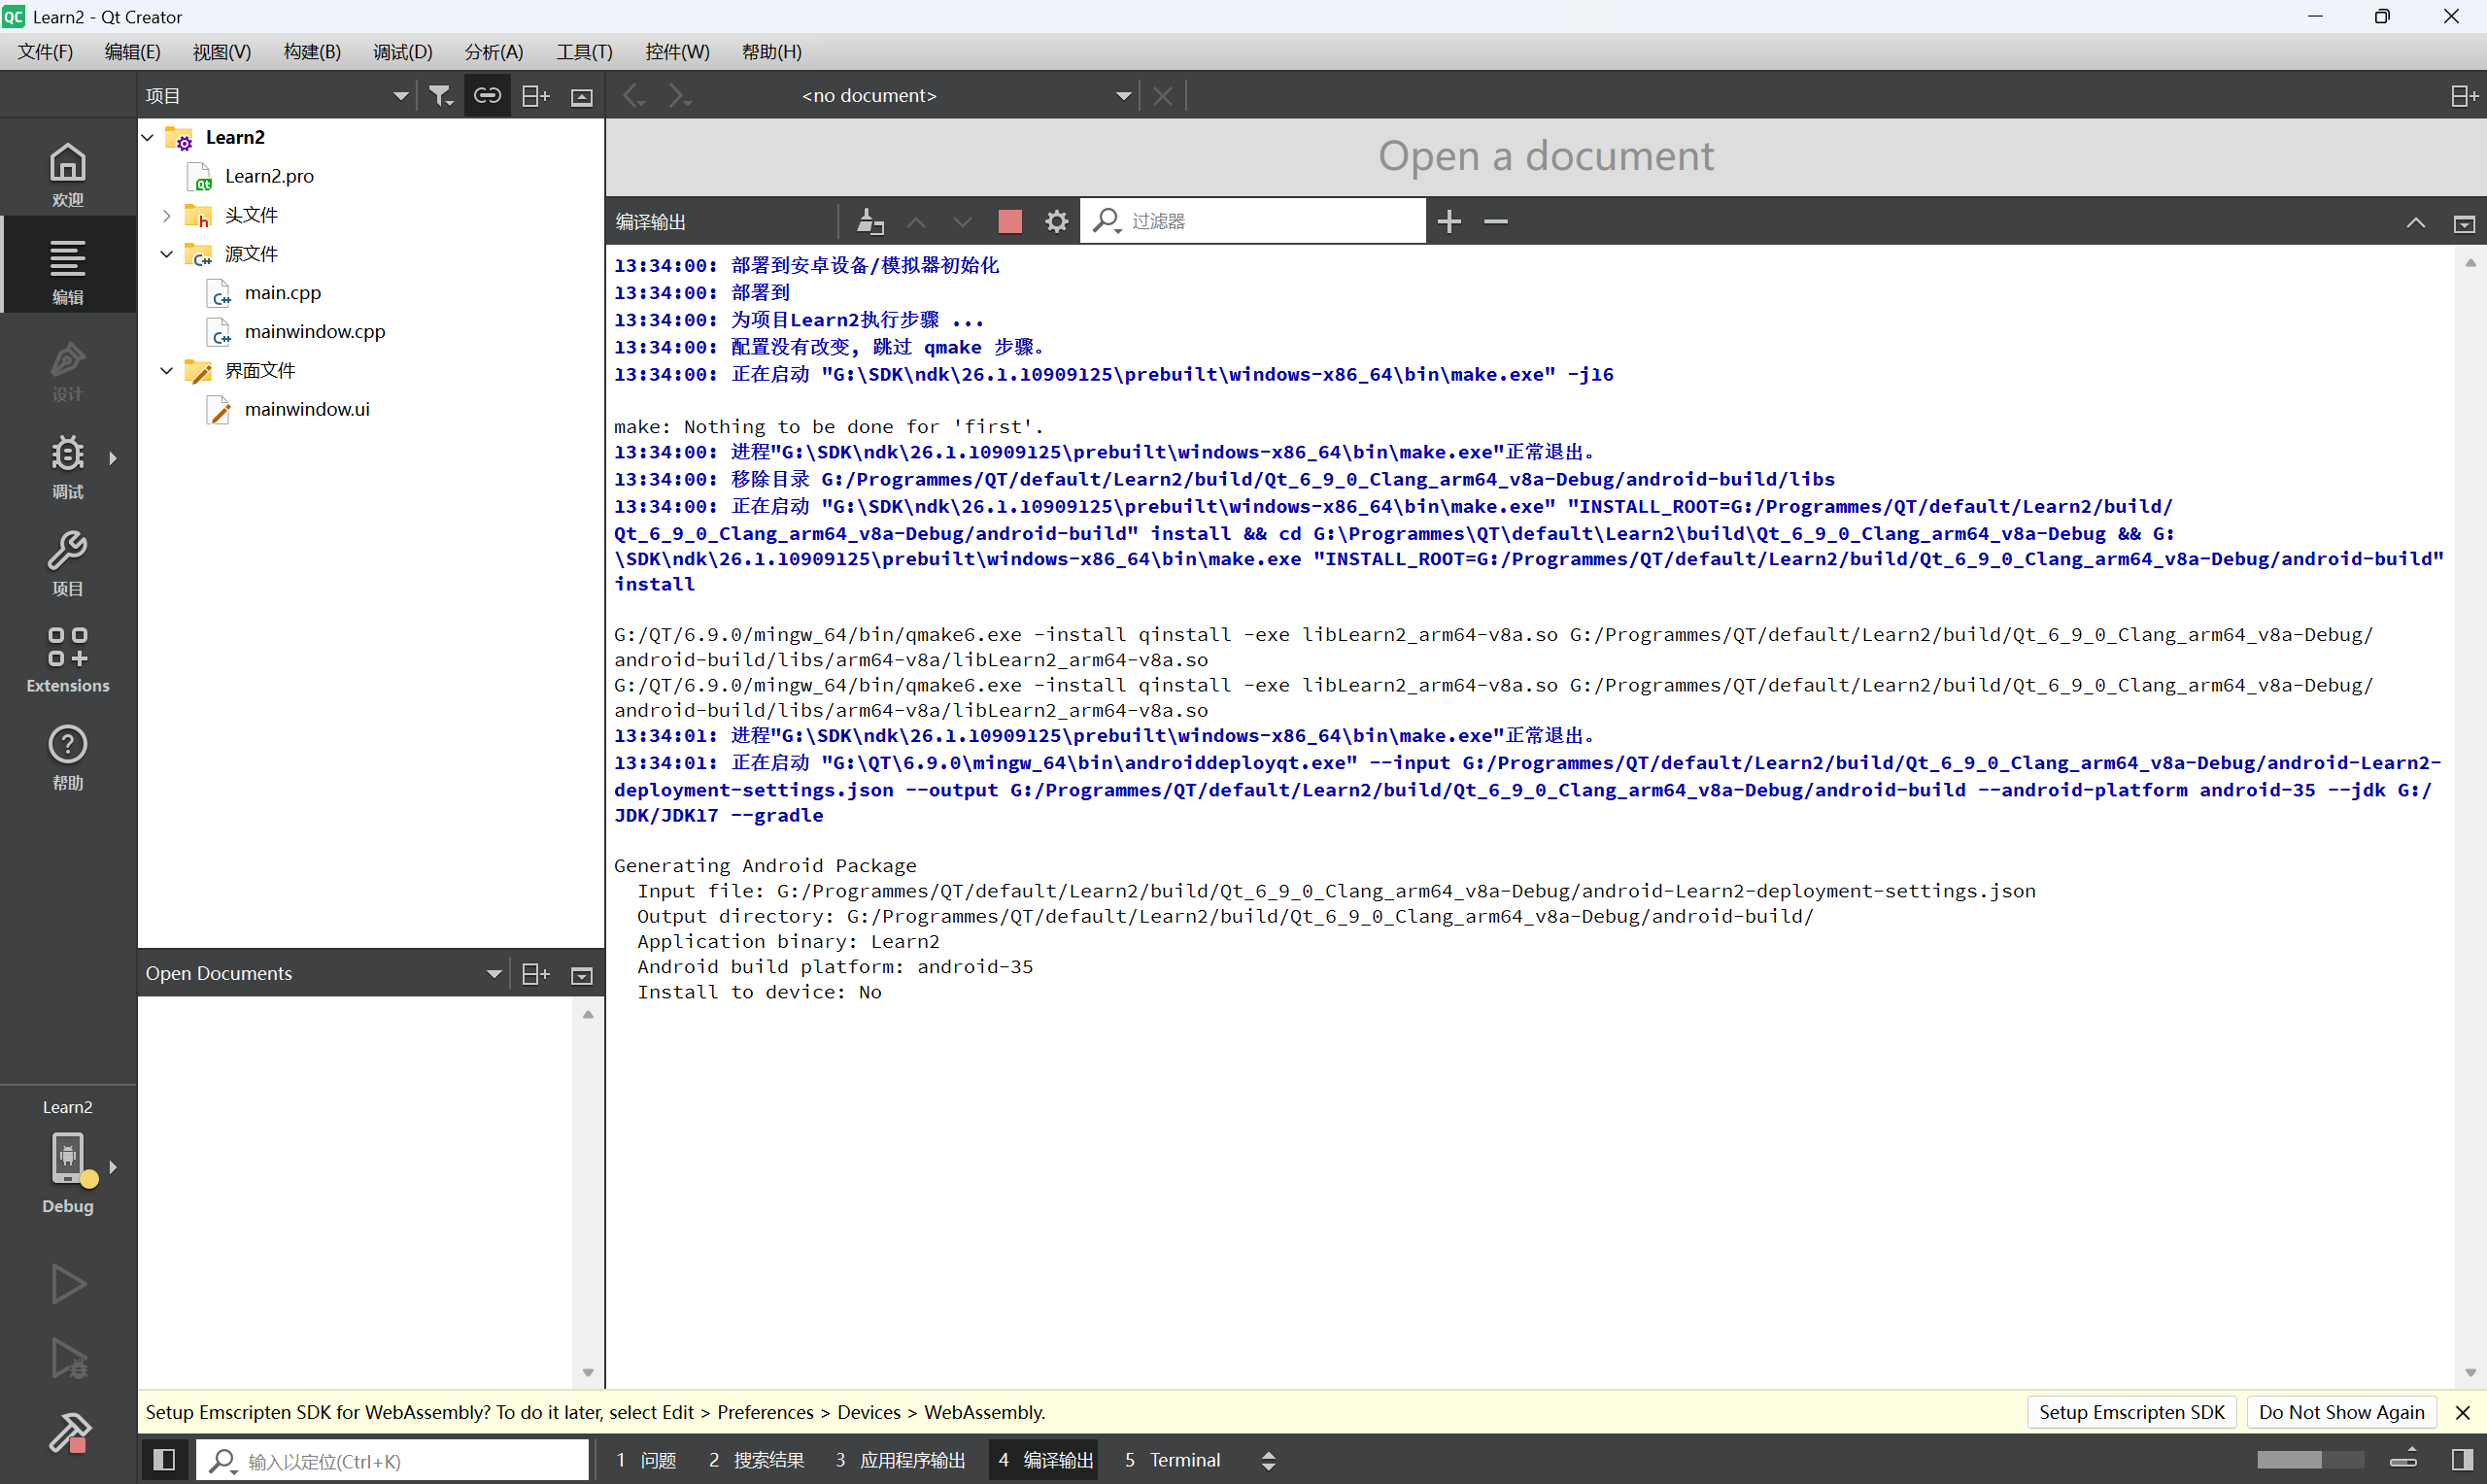 Learn2 - Qt Creator
文件(F) 编辑(E) 视图(V) 构建(B) 调试(D) 分析(A) 工具(T) 控件(W) 帮助(H)
项目
<no document>
欢迎
编辑
设计
调试
项目
Extensions
帮助
Learn2
Debug
Learn2
Learn2.pro
头文件
源文件
main.cpp
mainwindow.cpp
界面文件
mainwindow.ui
Open Documents
Open a document
编译输出
过滤器
13:34:00: 部署到安卓设备/模拟器初始化
13:34:00: 部署到
13:34:00: 为项目Learn2执行步骤 ...
13:34:00: 配置没有改变, 跳过 qmake 步骤。
13:34:00: 正在启动 "G:\SDK\ndk\26.1.10909125\prebuilt\windows-x86_64\bin\make.exe" -j16
make: Nothing to be done for 'first'.
13:34:00: 进程"G:\SDK\ndk\26.1.10909125\prebuilt\windows-x86_64\bin\make.exe"正常退出。
13:34:00: 移除目录 G:/Programmes/QT/default/Learn2/build/Qt_6_9_0_Clang_arm64_v8a-Debug/android-build/libs
13:34:00: 正在启动 "G:\SDK\ndk\26.1.10909125\prebuilt\windows-x86_64\bin\make.exe" "INSTALL_ROOT=G:/Programmes/QT/default/Learn2/build/
Qt_6_9_0_Clang_arm64_v8a-Debug/android-build" install && cd G:\Programmes\QT\default\Learn2\build\Qt_6_9_0_Clang_arm64_v8a-Debug && G:
\SDK\ndk\26.1.10909125\prebuilt\windows-x86_64\bin\make.exe "INSTALL_ROOT=G:/Programmes/QT/default/Learn2/build/Qt_6_9_0_Clang_arm64_v8a-Debug/android-build"
install
G:/QT/6.9.0/mingw_64/bin/qmake6.exe -install qinstall -exe libLearn2_arm64-v8a.so G:/Programmes/QT/default/Learn2/build/Qt_6_9_0_Clang_arm64_v8a-Debug/
android-build/libs/arm64-v8a/libLearn2_arm64-v8a.so
G:/QT/6.9.0/mingw_64/bin/qmake6.exe -install qinstall -exe libLearn2_arm64-v8a.so G:/Programmes/QT/default/Learn2/build/Qt_6_9_0_Clang_arm64_v8a-Debug/
android-build/libs/arm64-v8a/libLearn2_arm64-v8a.so
13:34:01: 进程"G:\SDK\ndk\26.1.10909125\prebuilt\windows-x86_64\bin\make.exe"正常退出。
13:34:01: 正在启动 "G:\QT\6.9.0\mingw_64\bin\androiddeployqt.exe" --input G:/Programmes/QT/default/Learn2/build/Qt_6_9_0_Clang_arm64_v8a-Debug/android-Learn2-
deployment-settings.json --output G:/Programmes/QT/default/Learn2/build/Qt_6_9_0_Clang_arm64_v8a-Debug/android-build --android-platform android-35 --jdk G:/
JDK/JDK17 --gradle
Generating Android Package
Input file: G:/Programmes/QT/default/Learn2/build/Qt_6_9_0_Clang_arm64_v8a-Debug/android-Learn2-deployment-settings.json
Output directory: G:/Programmes/QT/default/Learn2/build/Qt_6_9_0_Clang_arm64_v8a-Debug/android-build/
Application binary: Learn2
Android build platform: android-35
Install to device: No
Setup Emscripten SDK for WebAssembly? To do it later, select Edit > Preferences > Devices > WebAssembly. Setup Emscripten SDK Do Not Show Again
输入以定位(Ctrl+K) 1 问题 2 搜索结果 3 应用程序输出 4 编译输出 5 Terminal